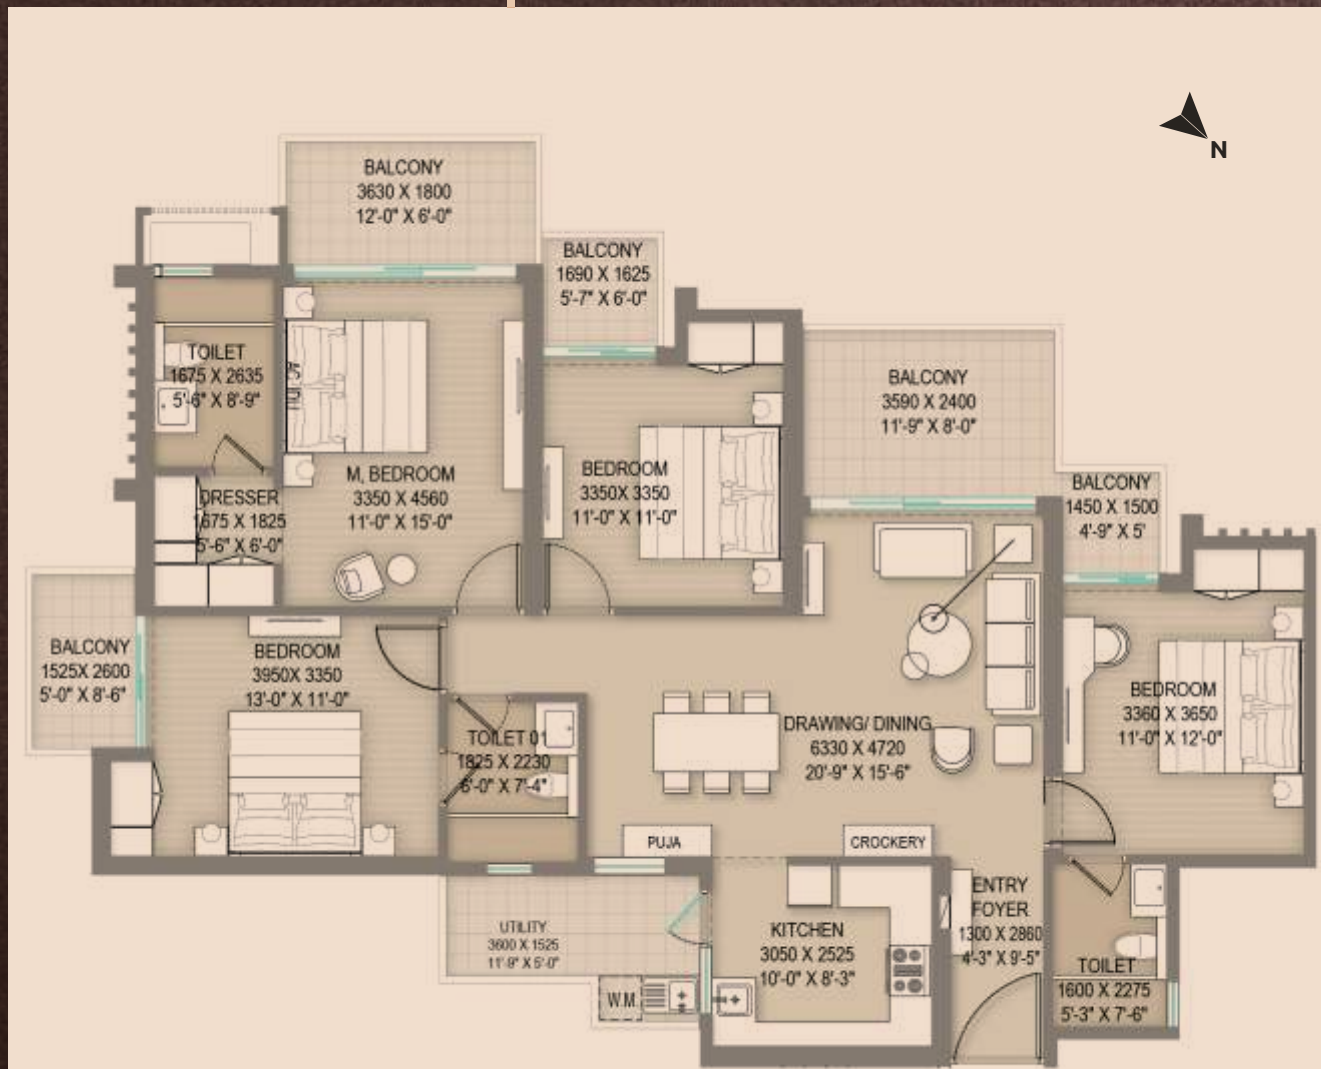 N
BALCONY
3630 X 1800
12'-0" X 6'-0"
BALCONY
1690 X 1625
5'-7" X 6'-0"
TOILET
1675 X 2635
5'-6" X 8'-9"
BALCONY
3590 X 2400
11'-9" X 8'-0"
M. BEDROOM
3350 X 4560
11'-0" X 15'-0"
BEDROOM
3350X 3350
11'-0" X 11'-0"
DRESSER
1675 X 1825
5'-6" X 6'-0"
BALCONY
1450 X 1500
4'-9" X 5'
BALCONY
1525X 2600
5'-0" X 8'-6"
BEDROOM
3950X 3350
13'-0" X 11'-0"
BEDROOM
3360 X 3650
11'-0" X 12'-0"
TOILET 01
1825 X 2230
6'-0" X 7'-4"
DRAWING/ DINING
6330 X 4720
20'-9" X 15'-6"
PUJA
CROCKERY
UTILITY
3600 X 1525
11'-9" X 5'-0"
KITCHEN
3050 X 2525
10'-0" X 8'-3"
ENTRY
FOYER
1300 X 2860
4'-3" X 9'-5"
TOILET
1600 X 2275
5'-3" X 7'-6"
W.M.